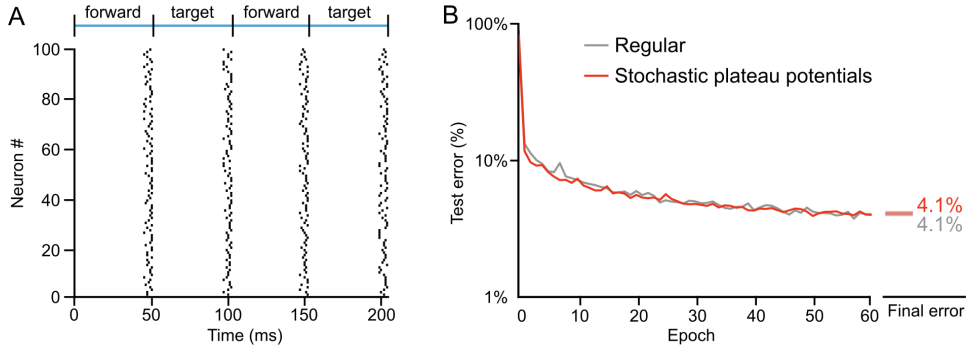 A
forward target forward target
100
80
60
40
20
0
Neuron #
0 50 100 150 200
Time (ms)
B
100%
10%
1%
Test error (%)
Regular
Stochastic plateau potentials
4.1%
4.1%
0 10 20 30 40 50 60
Epoch
Final error